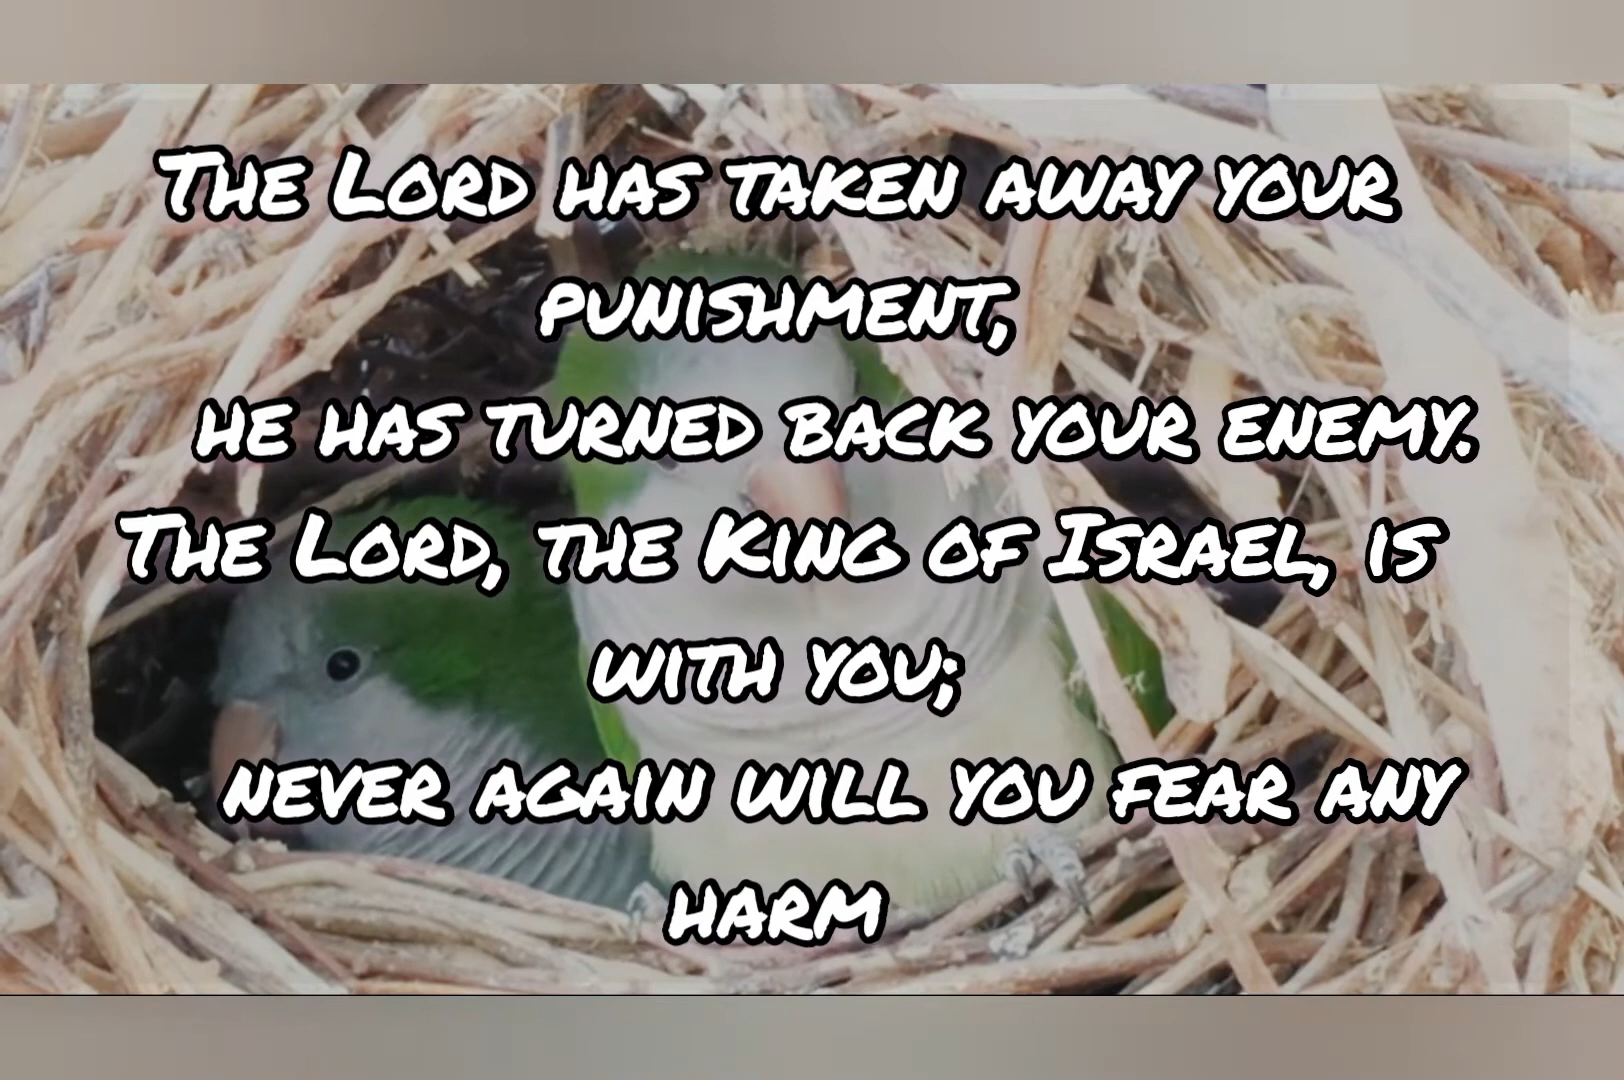 The Lord has taken away your
punishment,
he has turned back your enemy.
The Lord, the King of Israel, is
with you;
never again will you fear any
harm